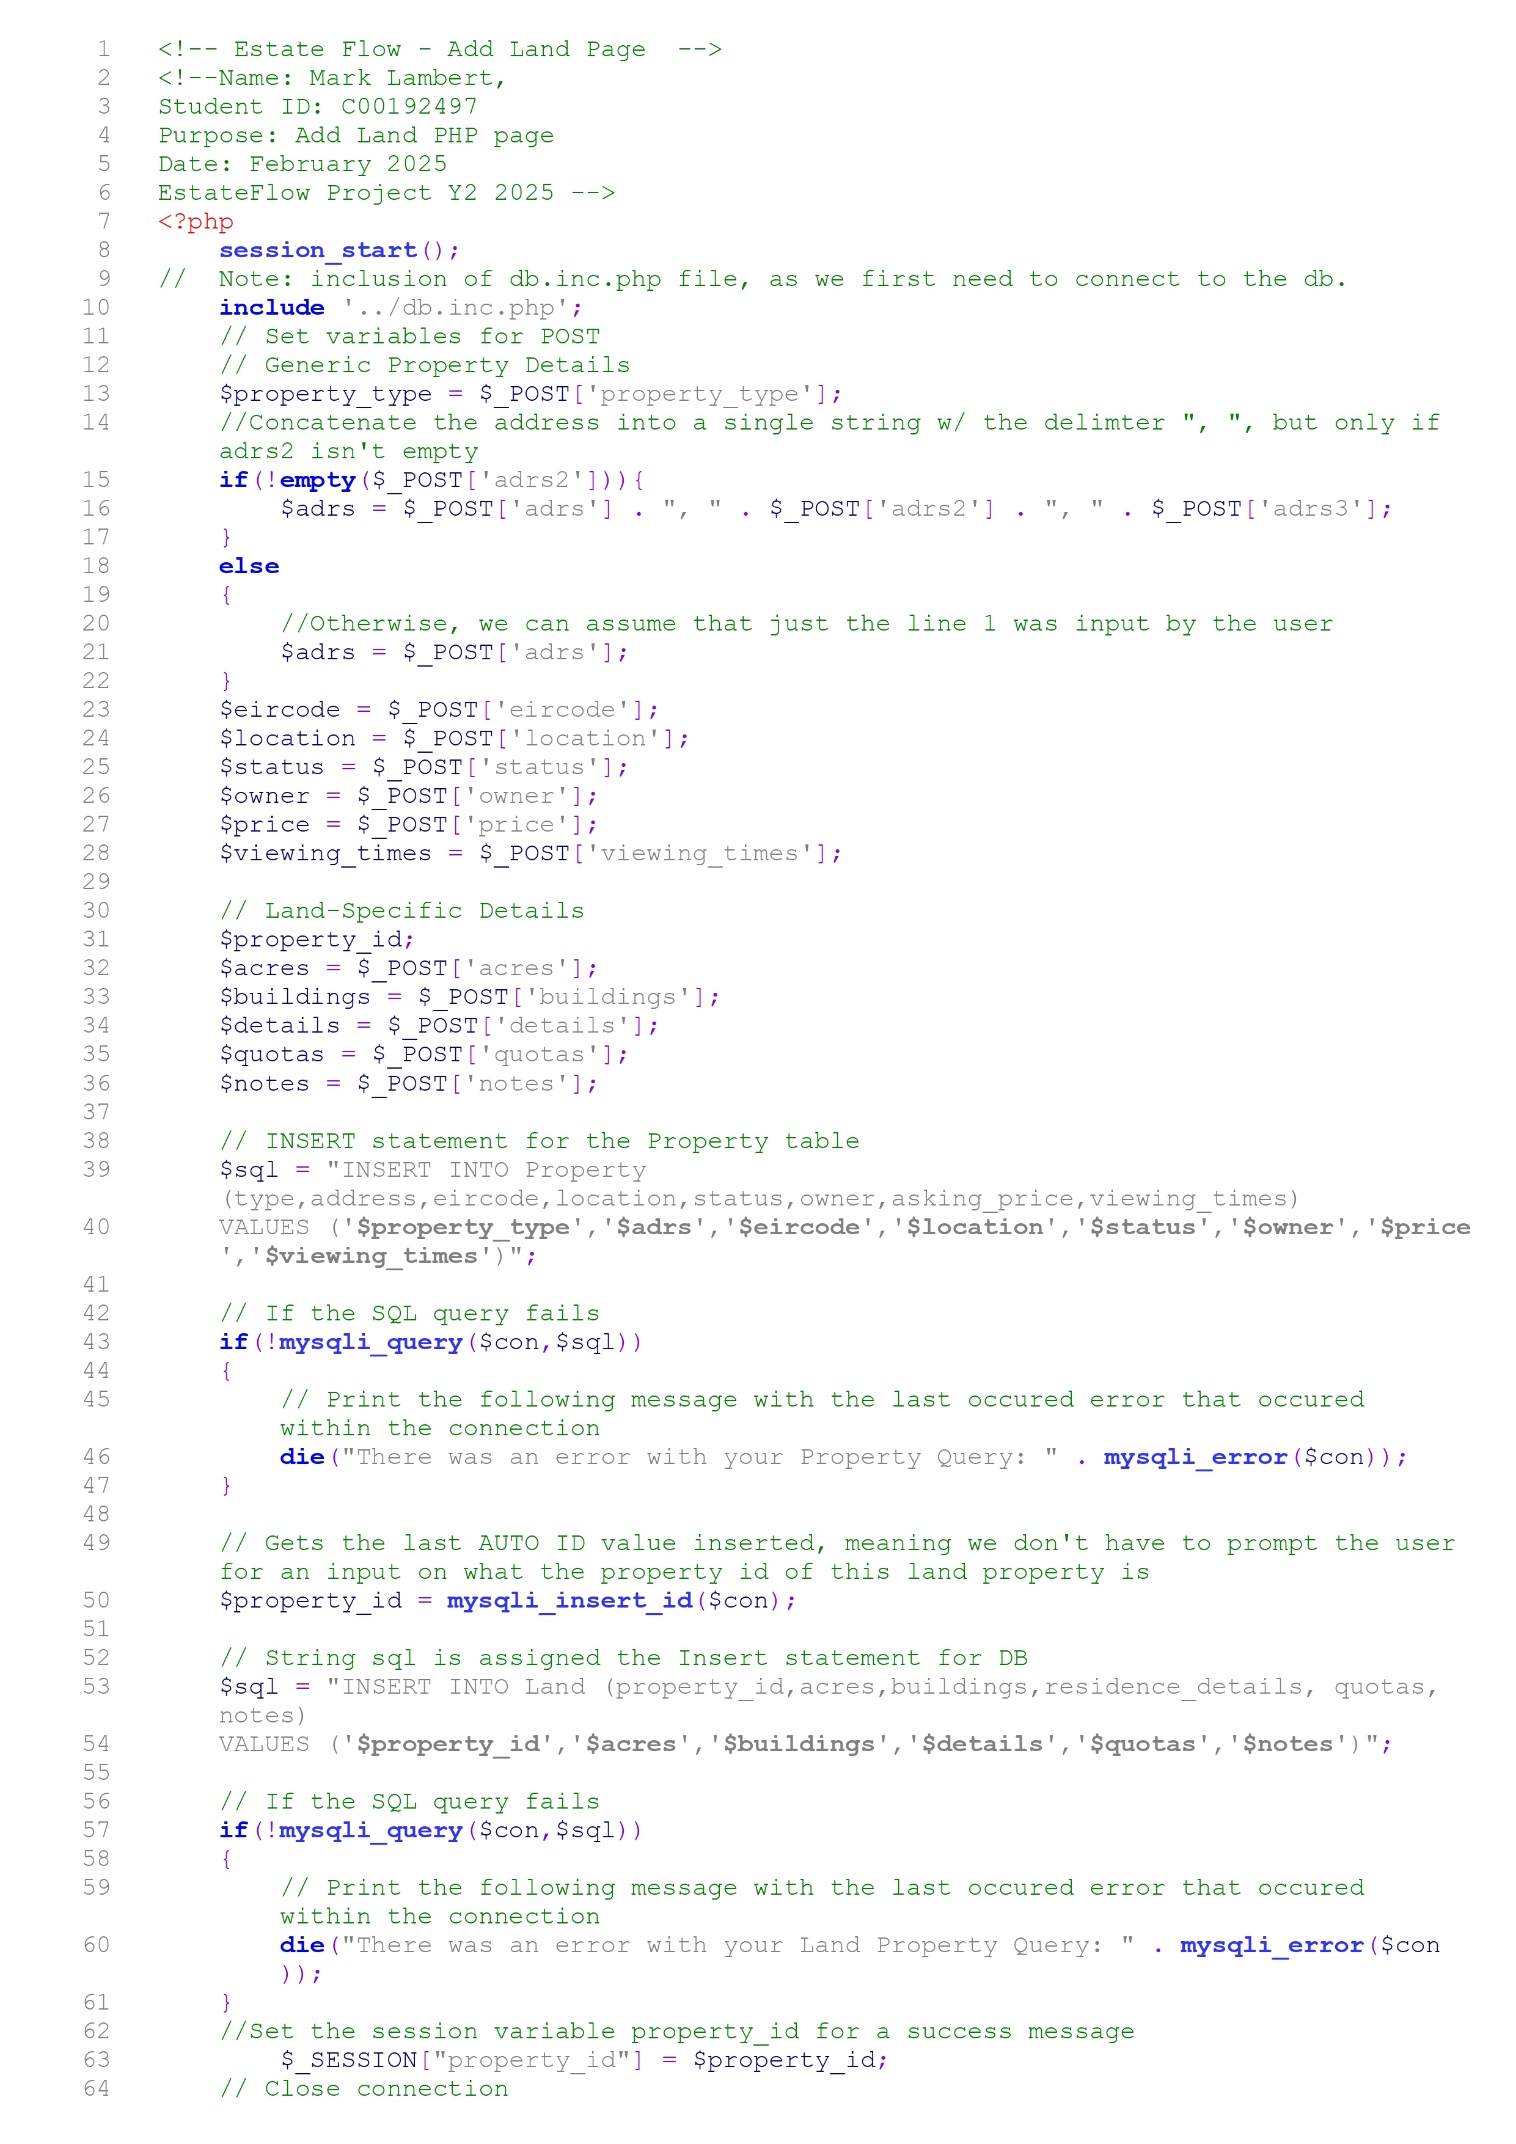 1 <!-- Estate Flow - Add Land Page  -->
2 <!--Name: Mark Lambert,
3 Student ID: C00192497
4 Purpose: Add Land PHP page
5 Date: February 2025
6 EstateFlow Project Y2 2025 -->
7 <?php
8     session_start();
9 //  Note: inclusion of db.inc.php file, as we first need to connect to the db.
10     include '../db.inc.php';
11     // Set variables for POST
12     // Generic Property Details
13     $property_type = $_POST['property_type'];
14     //Concatenate the address into a single string w/ the delimter ", ", but only if
    adrs2 isn't empty
15     if(!empty($_POST['adrs2'])){
16         $adrs = $_POST['adrs'] . ", " . $_POST['adrs2'] . ", " . $_POST['adrs3'];
17     }
18     else
19     {
20         //Otherwise, we can assume that just the line 1 was input by the user
21         $adrs = $_POST['adrs'];
22     }
23     $eircode = $_POST['eircode'];
24     $location = $_POST['location'];
25     $status = $_POST['status'];
26     $owner = $_POST['owner'];
27     $price = $_POST['price'];
28     $viewing_times = $_POST['viewing_times'];
29
30     // Land-Specific Details
31     $property_id;
32     $acres = $_POST['acres'];
33     $buildings = $_POST['buildings'];
34     $details = $_POST['details'];
35     $quotas = $_POST['quotas'];
36     $notes = $_POST['notes'];
37
38     // INSERT statement for the Property table
39     $sql = "INSERT INTO Property
    (type,address,eircode,location,status,owner,asking_price,viewing_times)
40     VALUES ('$property_type','$adrs','$eircode','$location','$status','$owner','$price
    ','$viewing_times')";
41
42     // If the SQL query fails
43     if(!mysqli_query($con,$sql))
44     {
45         // Print the following message with the last occured error that occured
        within the connection
46         die("There was an error with your Property Query: " . mysqli_error($con));
47     }
48
49     // Gets the last AUTO ID value inserted, meaning we don't have to prompt the user
    for an input on what the property id of this land property is
50     $property_id = mysqli_insert_id($con);
51
52     // String sql is assigned the Insert statement for DB
53     $sql = "INSERT INTO Land (property_id,acres,buildings,residence_details, quotas,
    notes)
54     VALUES ('$property_id','$acres','$buildings','$details','$quotas','$notes')";
55
56     // If the SQL query fails
57     if(!mysqli_query($con,$sql))
58     {
59         // Print the following message with the last occured error that occured
        within the connection
60         die("There was an error with your Land Property Query: " . mysqli_error($con
        ));
61     }
62     //Set the session variable property_id for a success message
63         $_SESSION["property_id"] = $property_id;
64     // Close connection